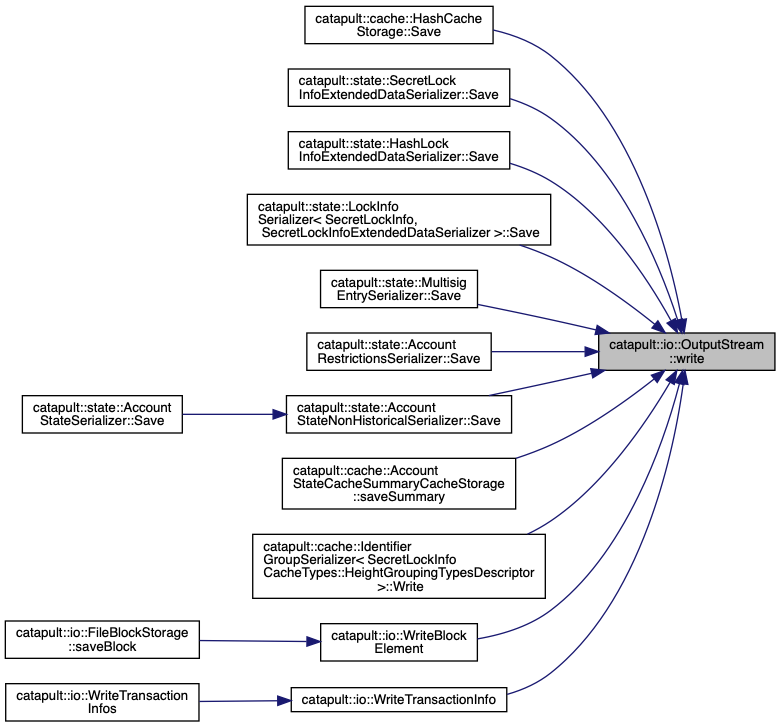 catapult::cache::HashCache
Storage::Save
catapult::state::SecretLock
InfoExtendedDataSerializer::Save
catapult::state::HashLock
InfoExtendedDataSerializer::Save
catapult::state::LockInfo
Serializer< SecretLockInfo,
SecretLockInfoExtendedDataSerializer >::Save
catapult::state::Multisig
EntrySerializer::Save
catapult::io::OutputStream
::write
catapult::state::Account
RestrictionsSerializer::Save
catapult::state::Account
StateSerializer::Save
catapult::state::Account
StateNonHistoricalSerializer::Save
catapult::cache::Account
StateCacheSummaryCacheStorage
::saveSummary
catapult::cache::Identifier
GroupSerializer< SecretLockInfo
CacheTypes::HeightGroupingTypesDescriptor
>::Write
catapult::io::FileBlockStorage
::saveBlock
catapult::io::WriteBlock
Element
catapult::io::WriteTransaction
Infos
catapult::io::WriteTransactionInfo